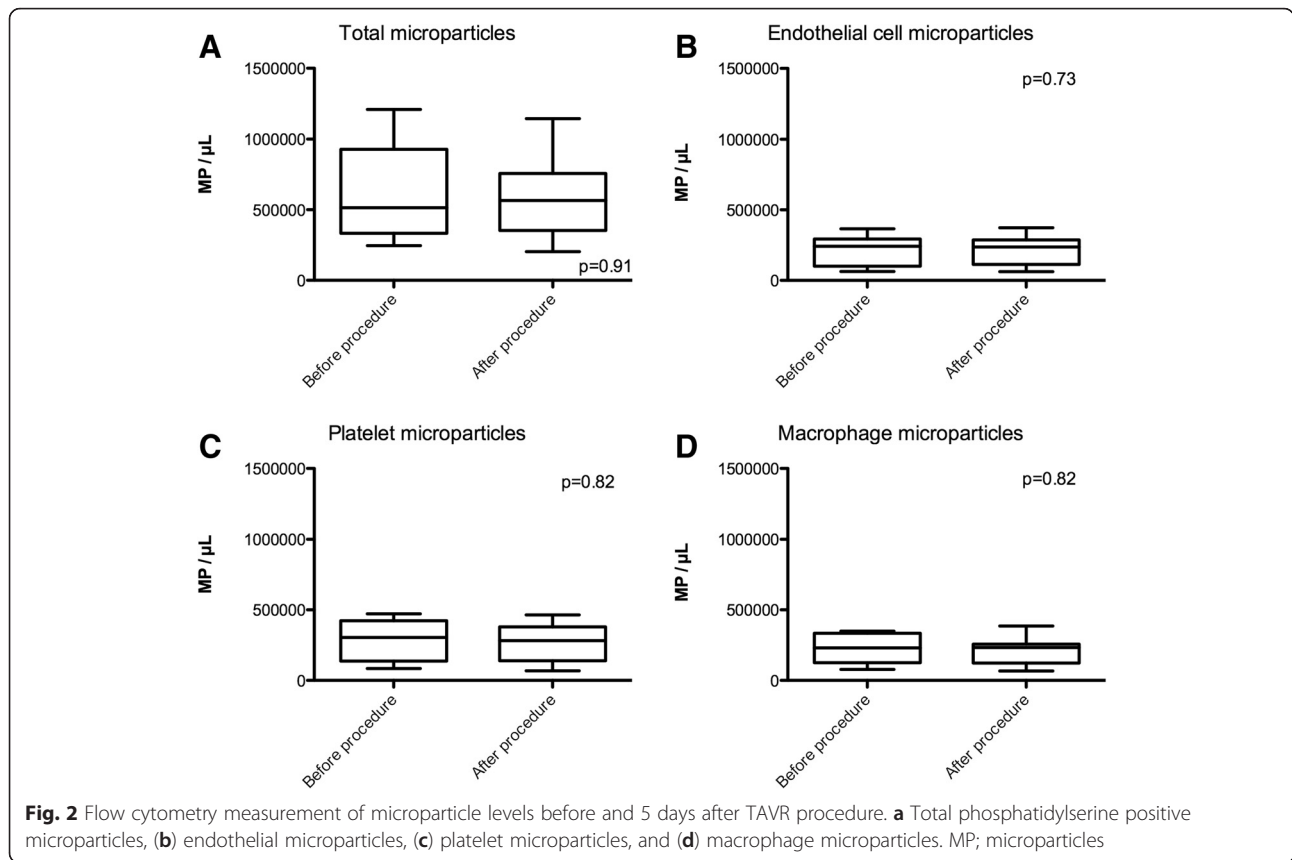 A
Total microparticles
1500000
1000000
500000
0
MP / µL
p=0.91
Before procedure
After procedure
B
Endothelial cell microparticles
1500000
1000000
500000
0
MP / µL
p=0.73
Before procedure
After procedure
C
Platelet microparticles
1500000
1000000
500000
0
MP / µL
p=0.82
Before procedure
After procedure
D
Macrophage microparticles
1500000
1000000
500000
0
MP / µL
p=0.82
Before procedure
After procedure
Fig. 2 Flow cytometry measurement of microparticle levels before and 5 days after TAVR procedure. a Total phosphatidylserine positive
microparticles, (b) endothelial microparticles, (c) platelet microparticles, and (d) macrophage microparticles. MP; microparticles